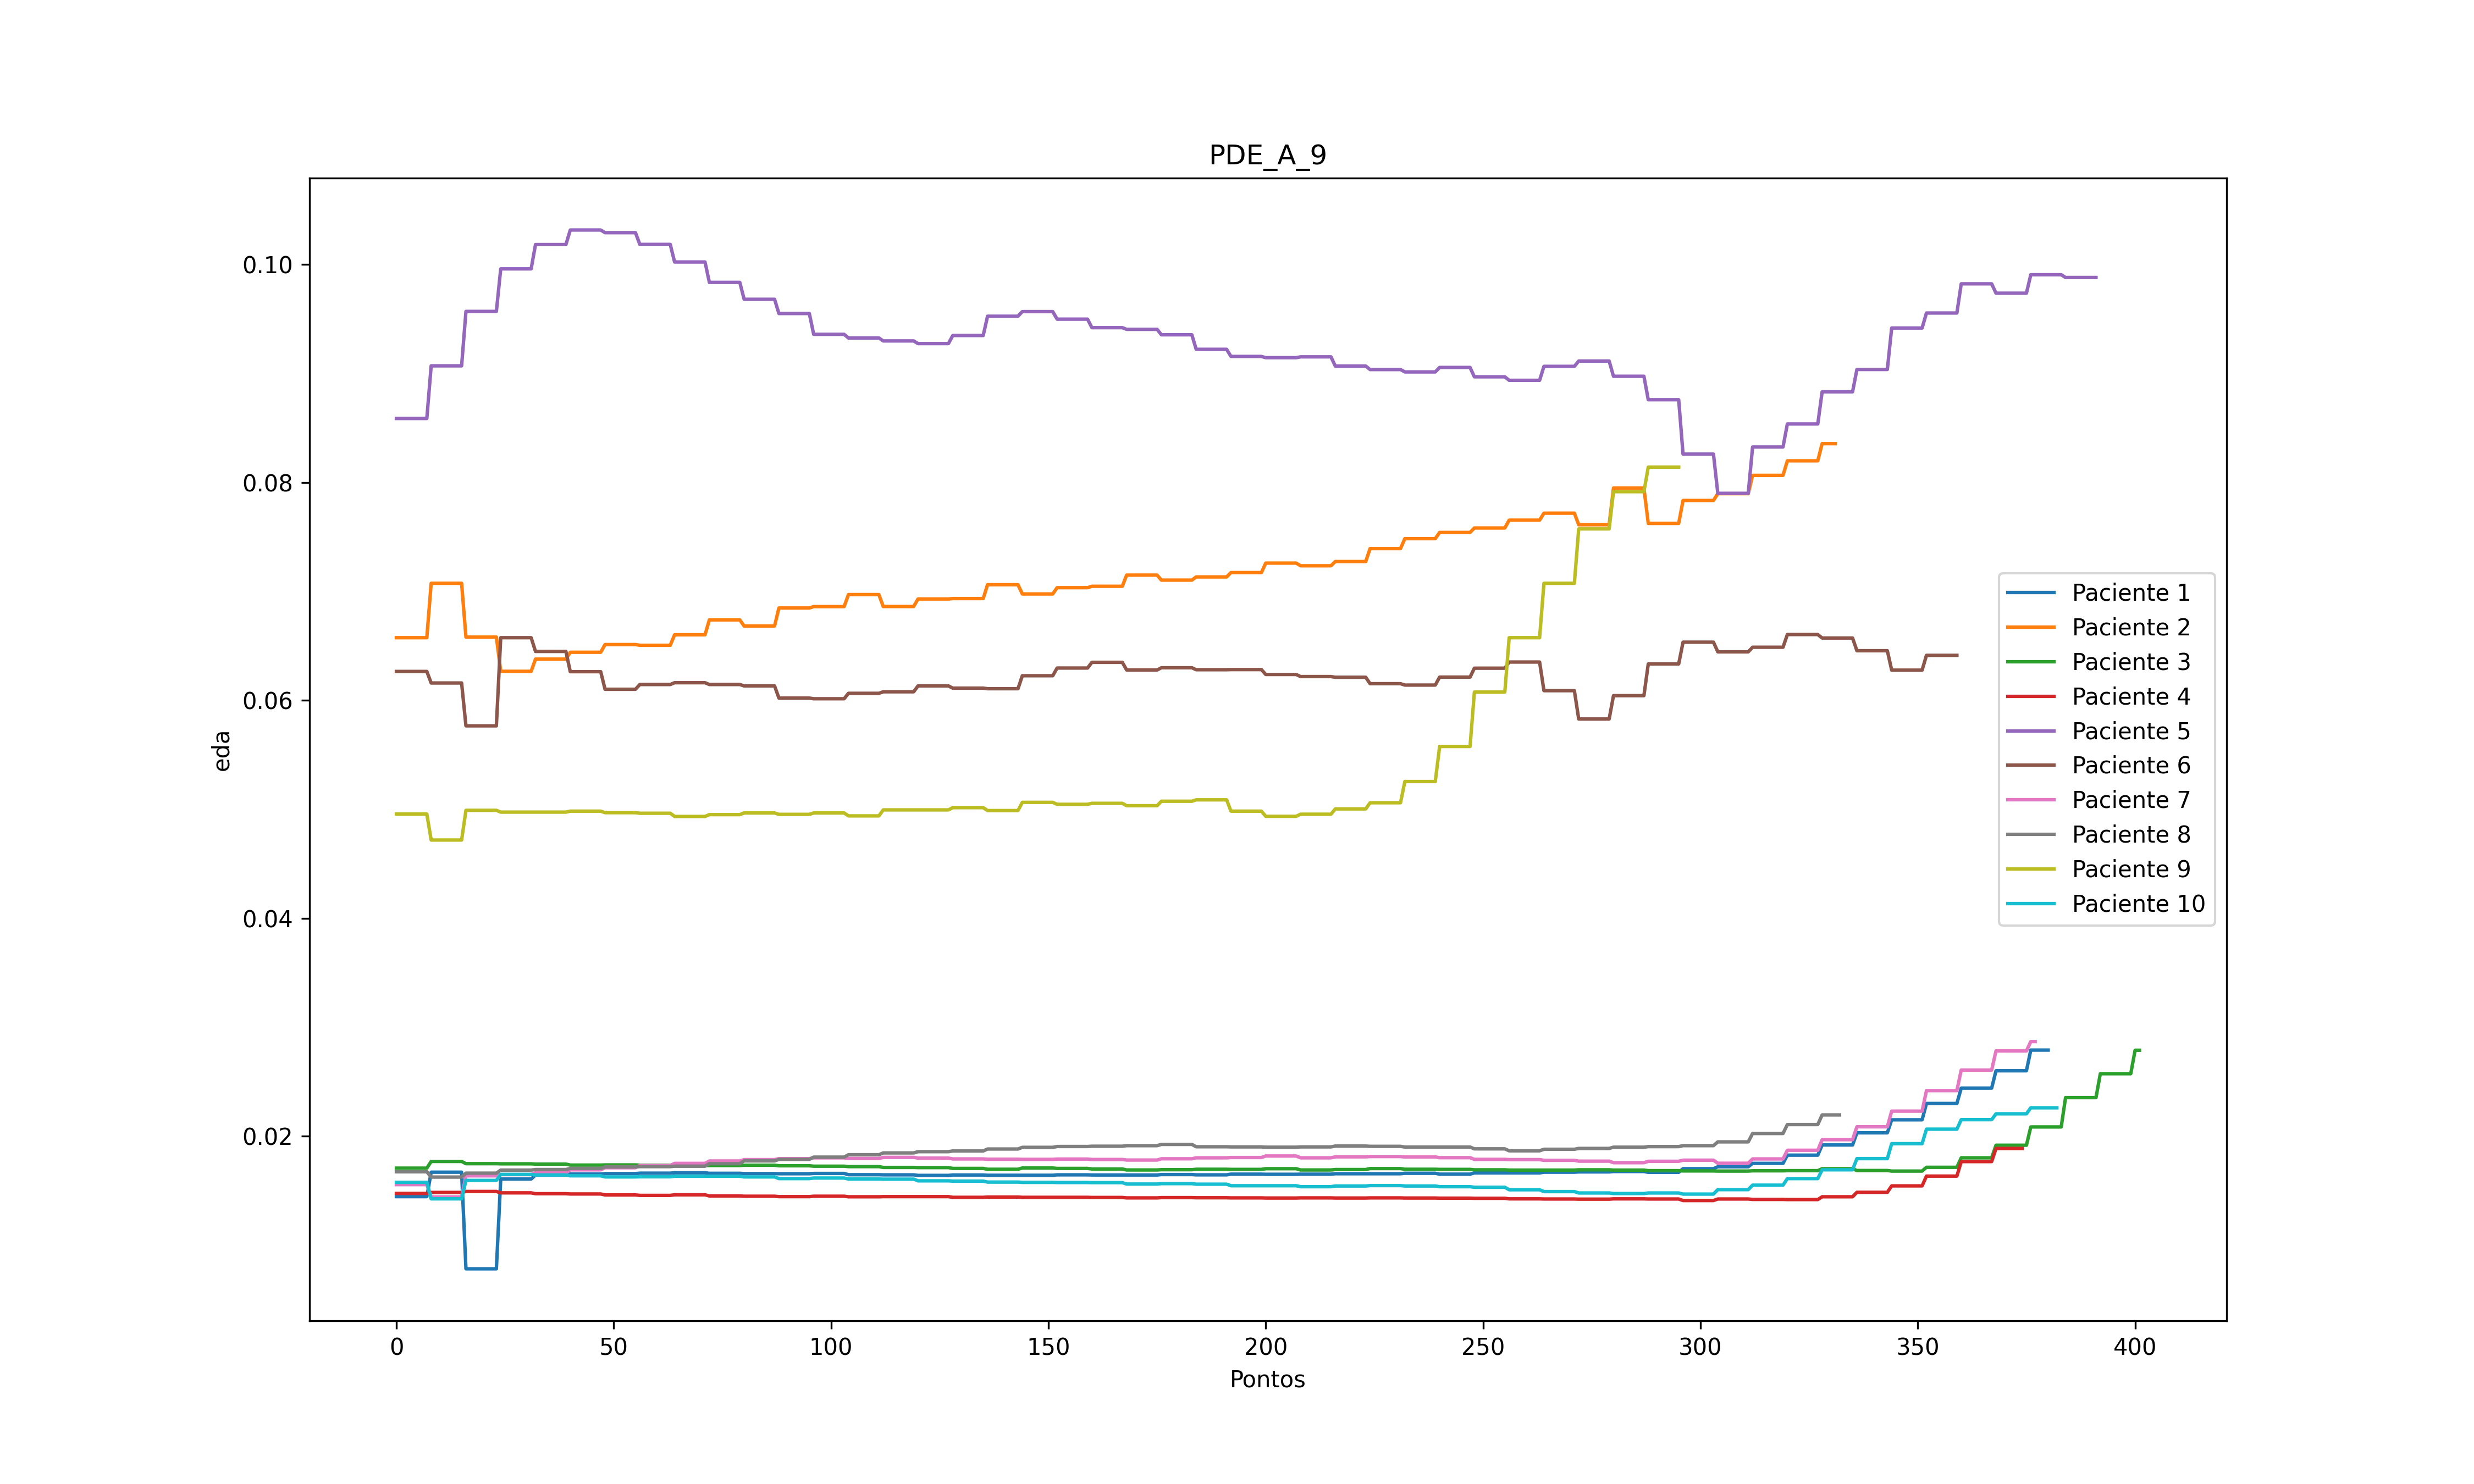 PDE_A_9
0.10
0.08
0.06
0.04
0.02
eda
0 50 100 150 200 250 300 350 400
Pontos
Paciente 1
Paciente 2
Paciente 3
Paciente 4
Paciente 5
Paciente 6
Paciente 7
Paciente 8
Paciente 9
Paciente 10